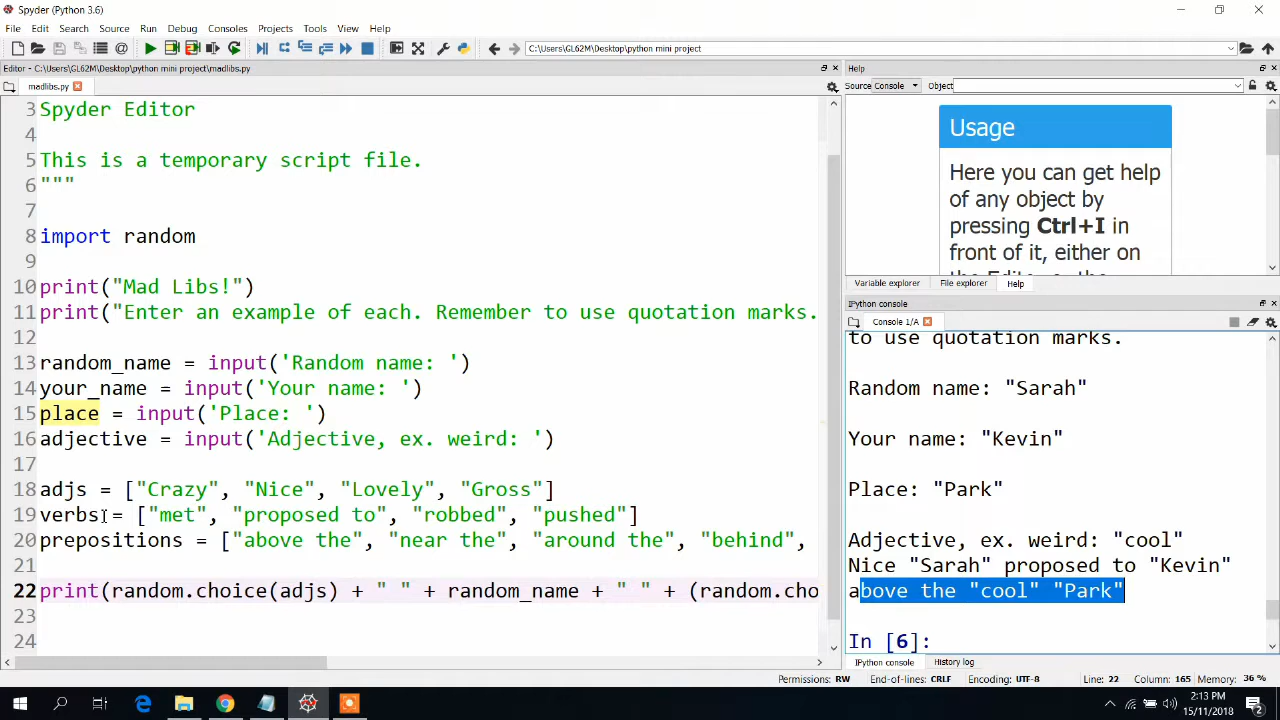 Spyder (Python 3.6)
File Edit Search Source Run Debug Consoles Projects Tools View Help
C:\Users\GL62M\Desktop\python mini project
Editor - C:\Users\GL62M\Desktop\python mini project\madlibs.py
madlibs.py
3 Spyder Editor
4
5 This is a temporary script file.
6 """
7
8 import random
9
10 print("Mad Libs!")
11 print("Enter an example of each. Remember to use quotation marks.
12
13 random_name = input('Random name: ')
14 your_name = input('Your name: ')
15 place = input('Place: ')
16 adjective = input('Adjective, ex. weird: ')
17
18 adjs = ["Crazy", "Nice", "Lovely", "Gross"]
19 verbs = ["met", "proposed to", "robbed", "pushed"]
20 prepositions = ["above the", "near the", "around the", "behind",
21
22 print(random.choice(adjs) + " " + random_name + " " + (random.cho
23
24
Help
Source Console Object
Usage
Here you can get help
of any object by
pressing Ctrl+I in
front of it, either on
Variable explorer File explorer Help
IPython console
Console 1/A
to use quotation marks.
Random name: "Sarah"
Your name: "Kevin"
Place: "Park"
Adjective, ex. weird: "cool"
Nice "Sarah" proposed to "Kevin"
above the "cool" "Park"
In [6]:
IPython console History log
Permissions: RW End-of-lines: CRLF Encoding: UTF-8 Line: 22 Column: 165 Memory: 36 %
2:13 PM
15/11/2018
2